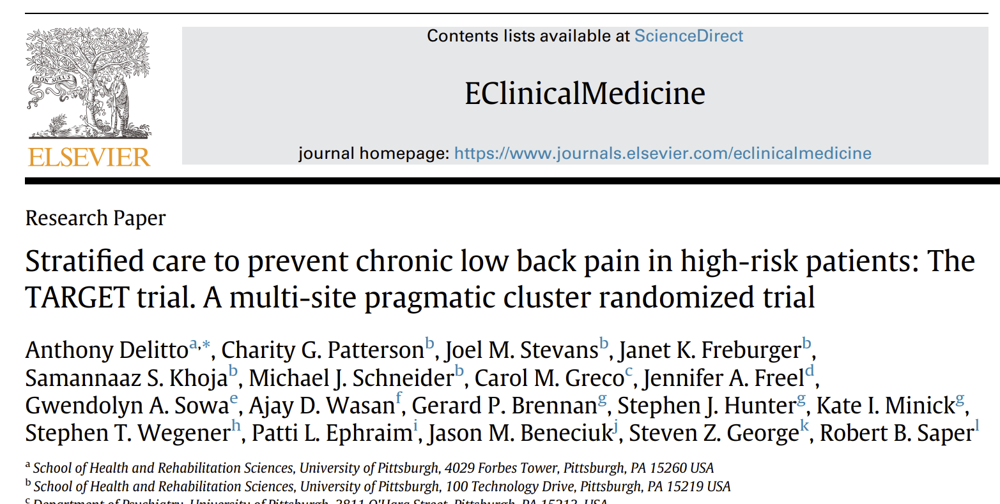 NON SOLUS
ELSEVIER
Contents lists available at ScienceDirect
EClinicalMedicine
journal homepage: https://www.journals.elsevier.com/eclinicalmedicine
Research Paper
Stratified care to prevent chronic low back pain in high-risk patients: The
TARGET trial. A multi-site pragmatic cluster randomized trial
Anthony Delitto^a,*, Charity G. Patterson^b, Joel M. Stevans^b, Janet K. Freburger^b,
Samannaaz S. Khoja^b, Michael J. Schneider^b, Carol M. Greco^c, Jennifer A. Freel^d,
Gwendolyn A. Sowa^e, Ajay D. Wasan^f, Gerard P. Brennan^g, Stephen J. Hunter^g, Kate I. Minick^g,
Stephen T. Wegener^h, Patti L. Ephraim^i, Jason M. Beneciuk^j, Steven Z. George^k, Robert B. Saper^l
^a School of Health and Rehabilitation Sciences, University of Pittsburgh, 4029 Forbes Tower, Pittsburgh, PA 15260 USA
^b School of Health and Rehabilitation Sciences, University of Pittsburgh, 100 Technology Drive, Pittsburgh, PA 15219 USA
^c Department of Psychiatry, University of Pittsburgh, 3811 O'Hara Street, Pittsburgh, PA 15213, USA